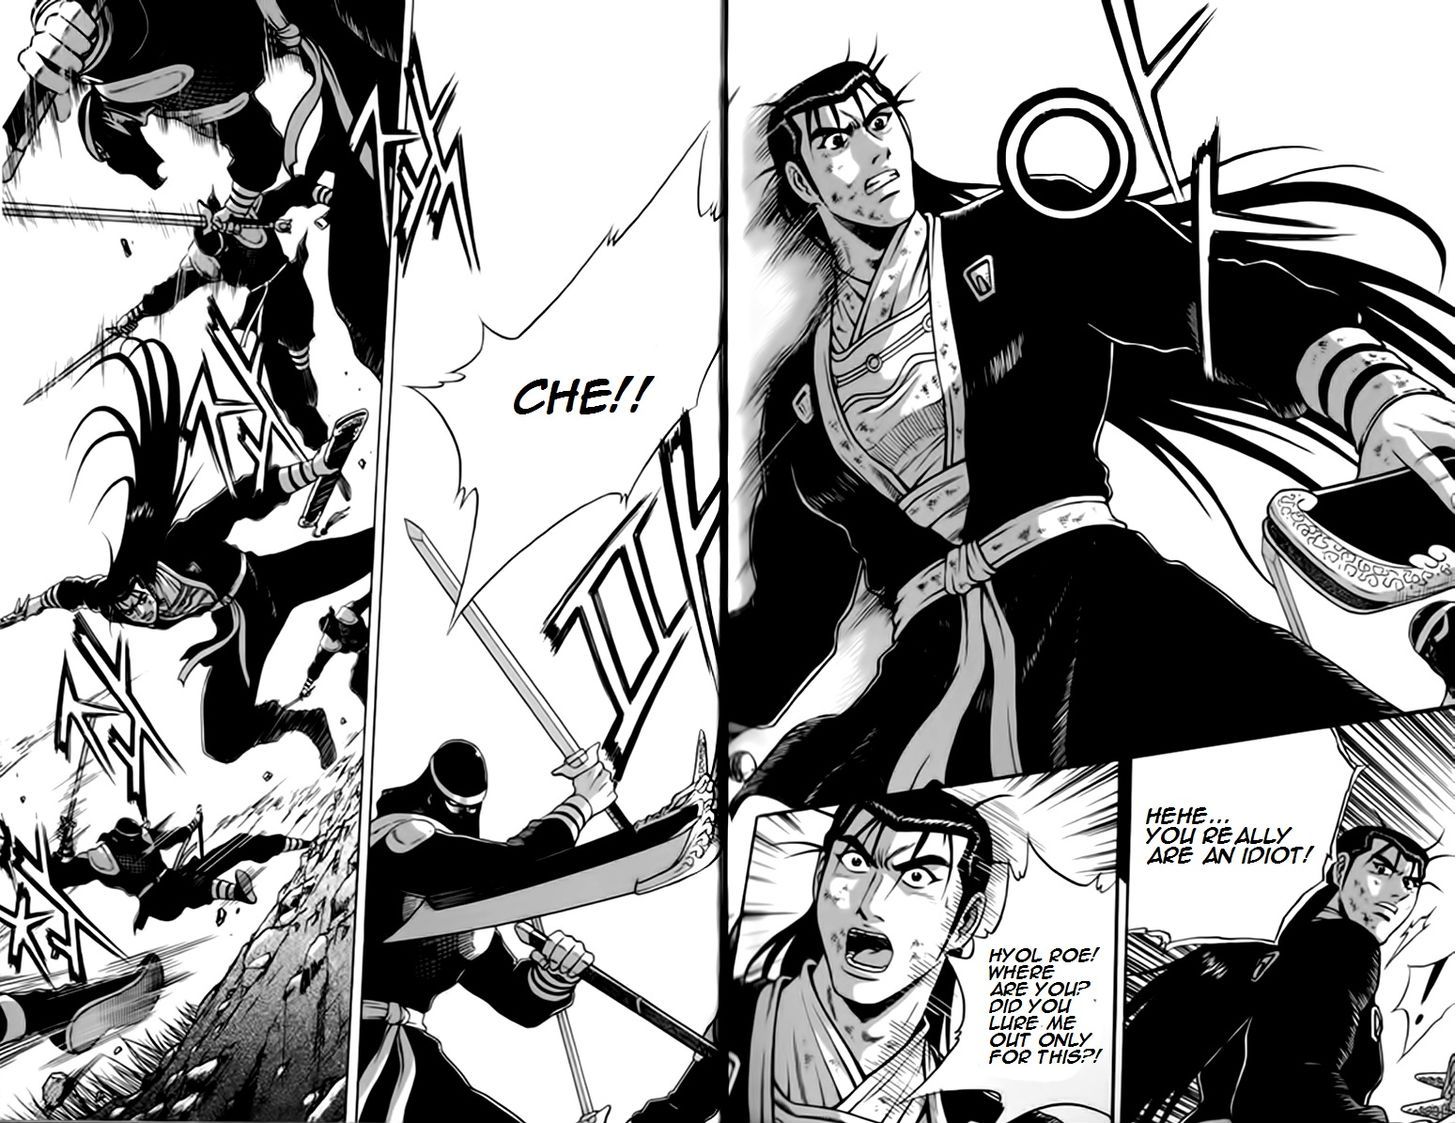 CHE!!
HYOL ROE!
WHERE
ARE YOU?
DID YOU
LURE ME
OUT ONLY
FOR THIS?!
HEHE...
YOU REALLY
ARE AN IDIOT!